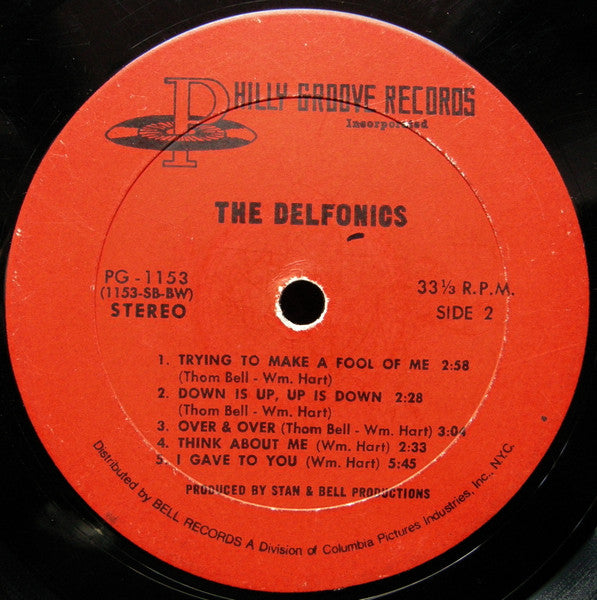 PHILLY GROOVE RECORDS
Incorporated
THE DELFONICS
PG-1153
(1153-SB-BW)
STEREO
33⅓ R.P.M.
SIDE 2
1. TRYING TO MAKE A FOOL OF ME 2:58
(Thom Bell - Wm. Hart)
2. DOWN IS UP, UP IS DOWN 2:28
(Thom Bell - Wm. Hart)
3. OVER & OVER (Thom Bell - Wm. Hart) 3:04
4. THINK ABOUT ME (Wm. Hart) 2:33
5. I GAVE TO YOU (Wm. Hart) 5:45
PRODUCED BY STAN & BELL PRODUCTIONS
Distributed by BELL RECORDS A Division of Columbia Pictures Industries, Inc., N.Y.C.